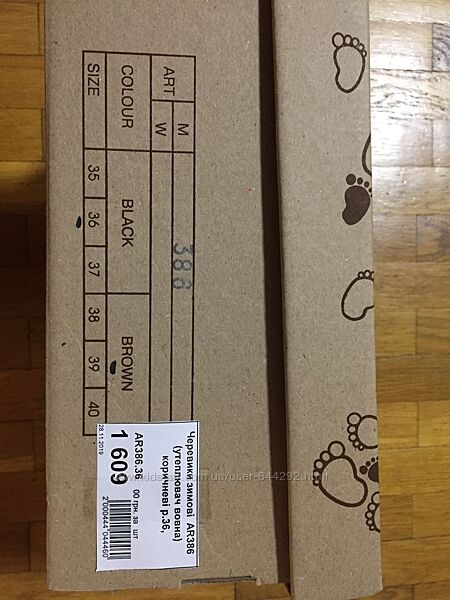 ART M
W
388
COLOUR BLACK BROWN
SIZE 35 36 37 38 39 40
Черевики зимові AR386
(утеплювач вовна)
коричневі р.36,
AR386.36
1 609 00 грн. за шт
28.11.2019
2000444044460